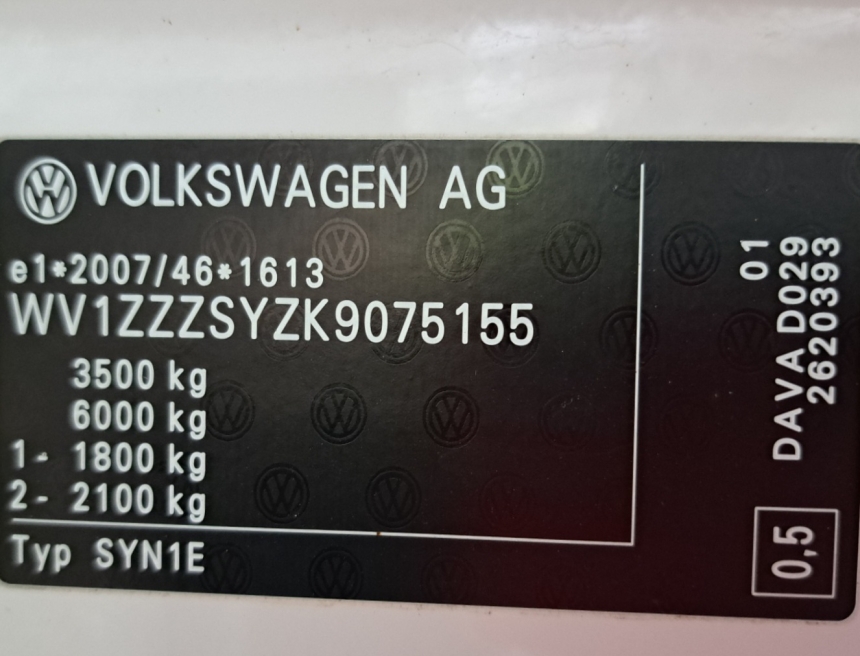 VOLKSWAGEN AG
e1*2007/46*1613
WV1ZZZSYZK9075155
3500 kg
6000 kg
1- 1800 kg
2- 2100 kg
Typ SYN1E
01
DAVA D029
2620393
0,5